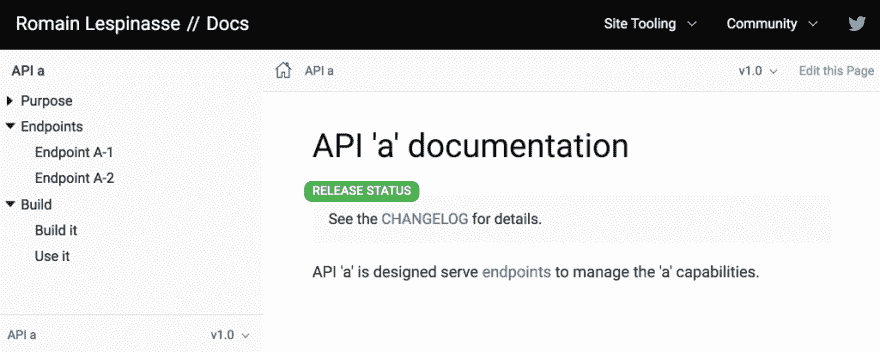 Romain Lespinasse // Docs
Site Tooling
Community
API a
Purpose
Endpoints
Endpoint A-1
Endpoint A-2
Build
Build it
Use it
API a
v1.0
API a
v1.0
Edit this Page
API 'a' documentation
RELEASE STATUS
See the CHANGELOG for details.
API 'a' is designed serve endpoints to manage the 'a' capabilities.